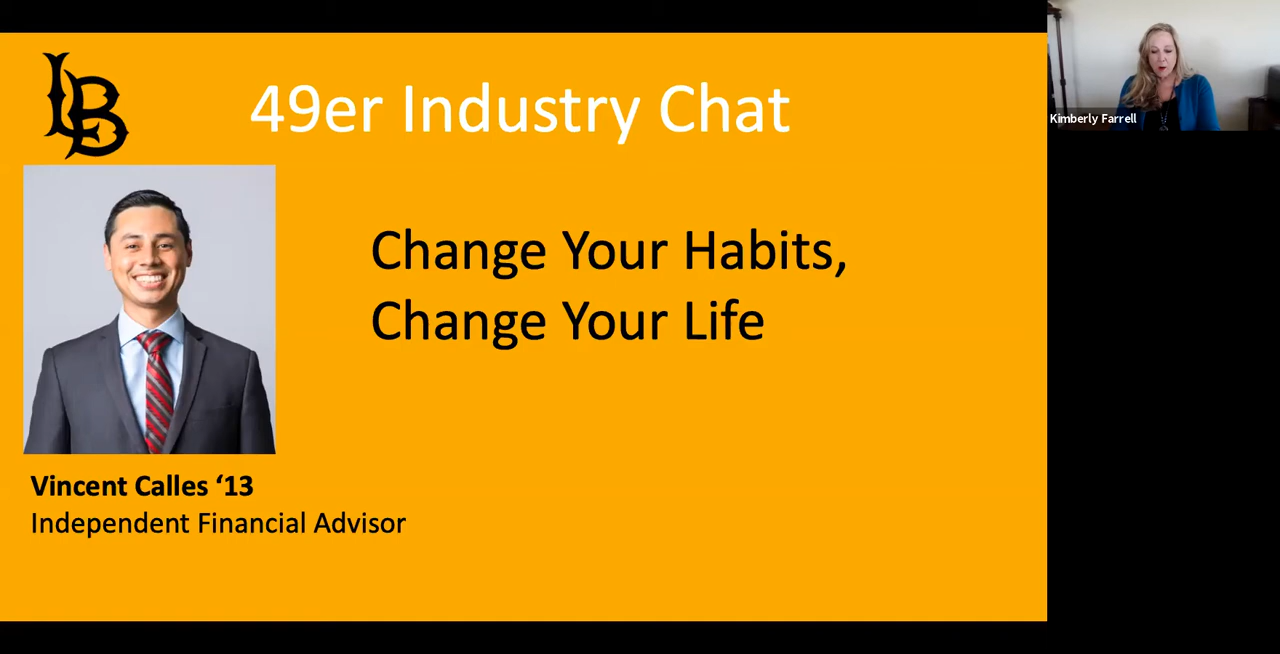 LB
49er Industry Chat
Kimberly Farrell
Change Your Habits,
Change Your Life
Vincent Calles ‘13
Independent Financial Advisor